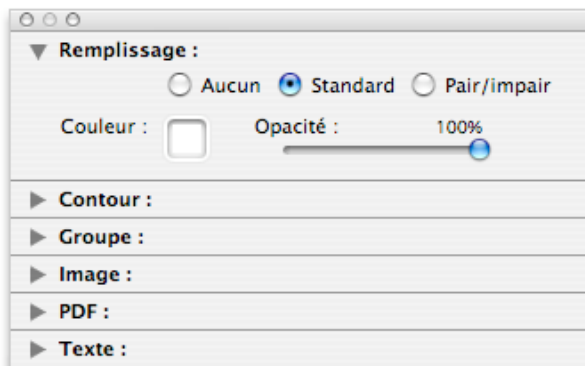 Remplissage :
Aucun Standard Pair/impair
Couleur : Opacité : 100%
Contour :
Groupe :
Image :
PDF :
Texte :